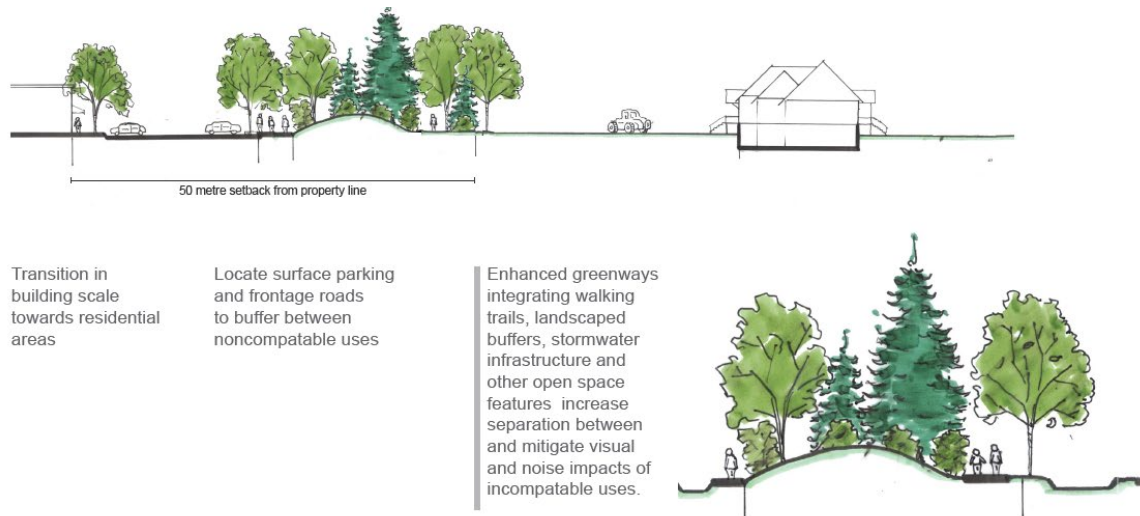 50 metre setback from property line
Transition in
building scale
towards residential
areas
Locate surface parking
and frontage roads
to buffer between
noncompatable uses
Enhanced greenways
integrating walking
trails, landscaped
buffers, stormwater
infrastructure and
other open space
features increase
separation between
and mitigate visual
and noise impacts of
incompatable uses.